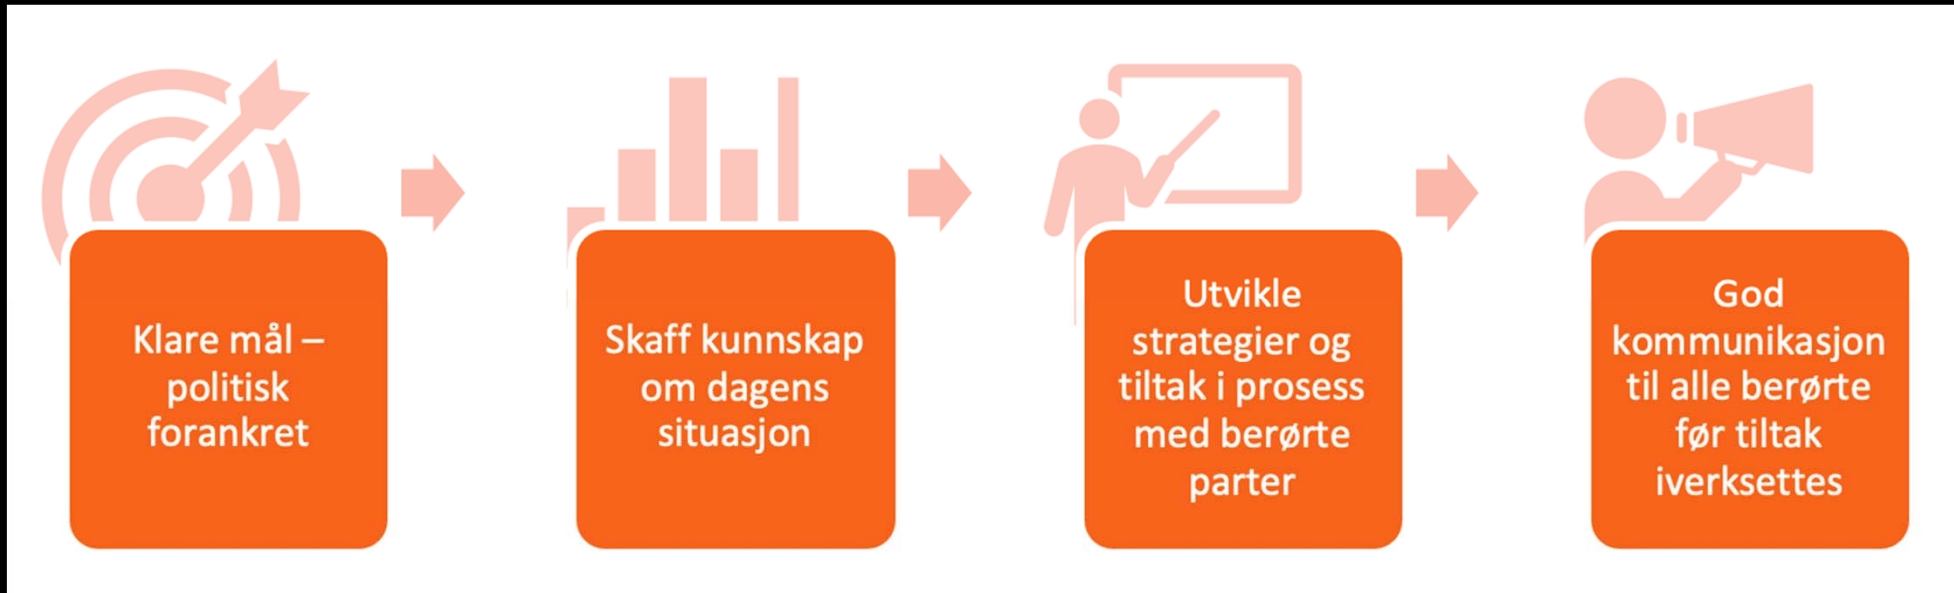 Klare mål –
politisk
forankret
Skaff kunnskap
om dagens
situasjon
Utvikle
strategier og
tiltak i prosess
med berørte
parter
God
kommunikasjon
til alle berørte
før tiltak
iverksettes